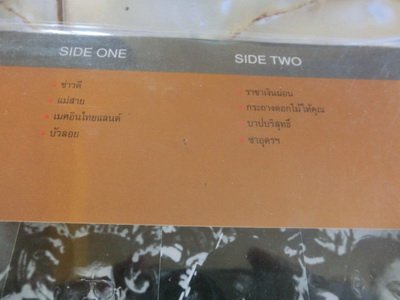 SIDE ONE
ซาวดี
แม่สาย
เมดอินไทยแลนด์
บัวลอย
SIDE TWO
ราชาเงินผ่อน
กระถางดอกไม้ให้คุณ
บาปบริสุทธิ์
ซาอุดรฯ